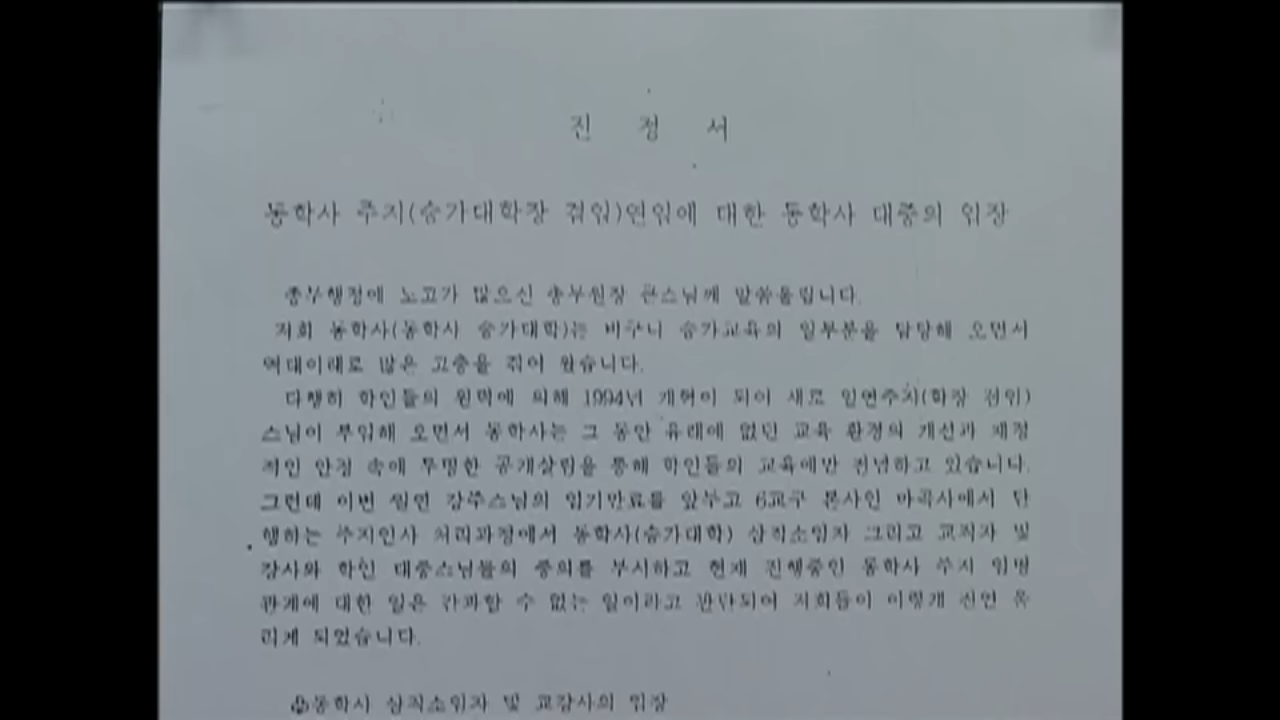 진 정 서
동학사 주지(승가대학장 겸임)연임에 대한 동학사 대중의 입장
종무행정에 노고가 많으신 총무원장 큰스님께 말씀올립니다.
저희 동학사(동학사 승가대학)는 비구니 승가교육의 일부분을 담당해 오면서
역대이래로 많은 고충을 겪어 왔습니다.
다행히 학인들의 원력에 의해 1994년 개혁이 되어 새로 일연주지(학장 겸임)
스님이 부임해 오면서 동학사는 그 동안 유래에 없던 교육 환경의 개선과 재정
적인 안정 속에 투명한 공개살림을 통해 학인들의 교육에만 전념하고 있습니다.
그런데 이번 일연 강주스님의 임기만료를 앞두고 6교구 본사인 마곡사에서 단
행하는 주지인사 처리과정에서 동학사(승가대학) 삼직소임자 그리고 교직자 및
강사와 학인 대중스님들의 중의를 무시하고 현재 진행중인 동학사 주지 임명
관계에 대한 일은 간과할 수 없는 일이라고 판단되어 저희들이 이렇게 진언 올
리게 되었습니다.
동학사 삼직소임자 및 교강사의 입장